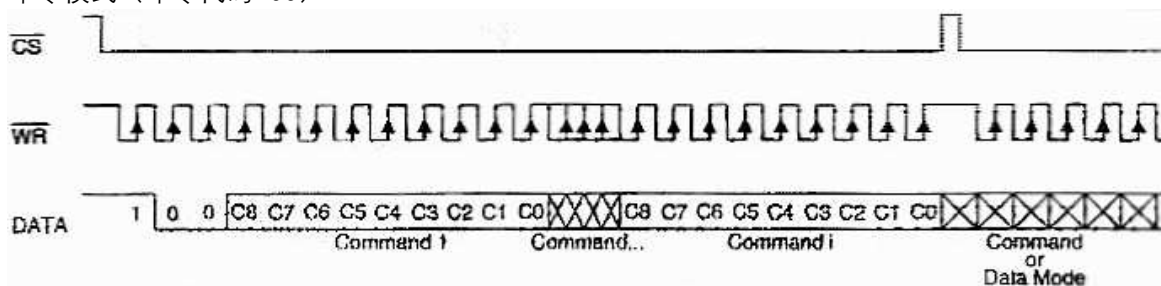 CS
WR
DATA 1 0 0 C8 C7 C6 C5 C4 C3 C2 C1 C0 C8 C7 C6 C5 C4 C3 C2 C1 C0
Command 1 Command... Command i Command
or
Data Mode